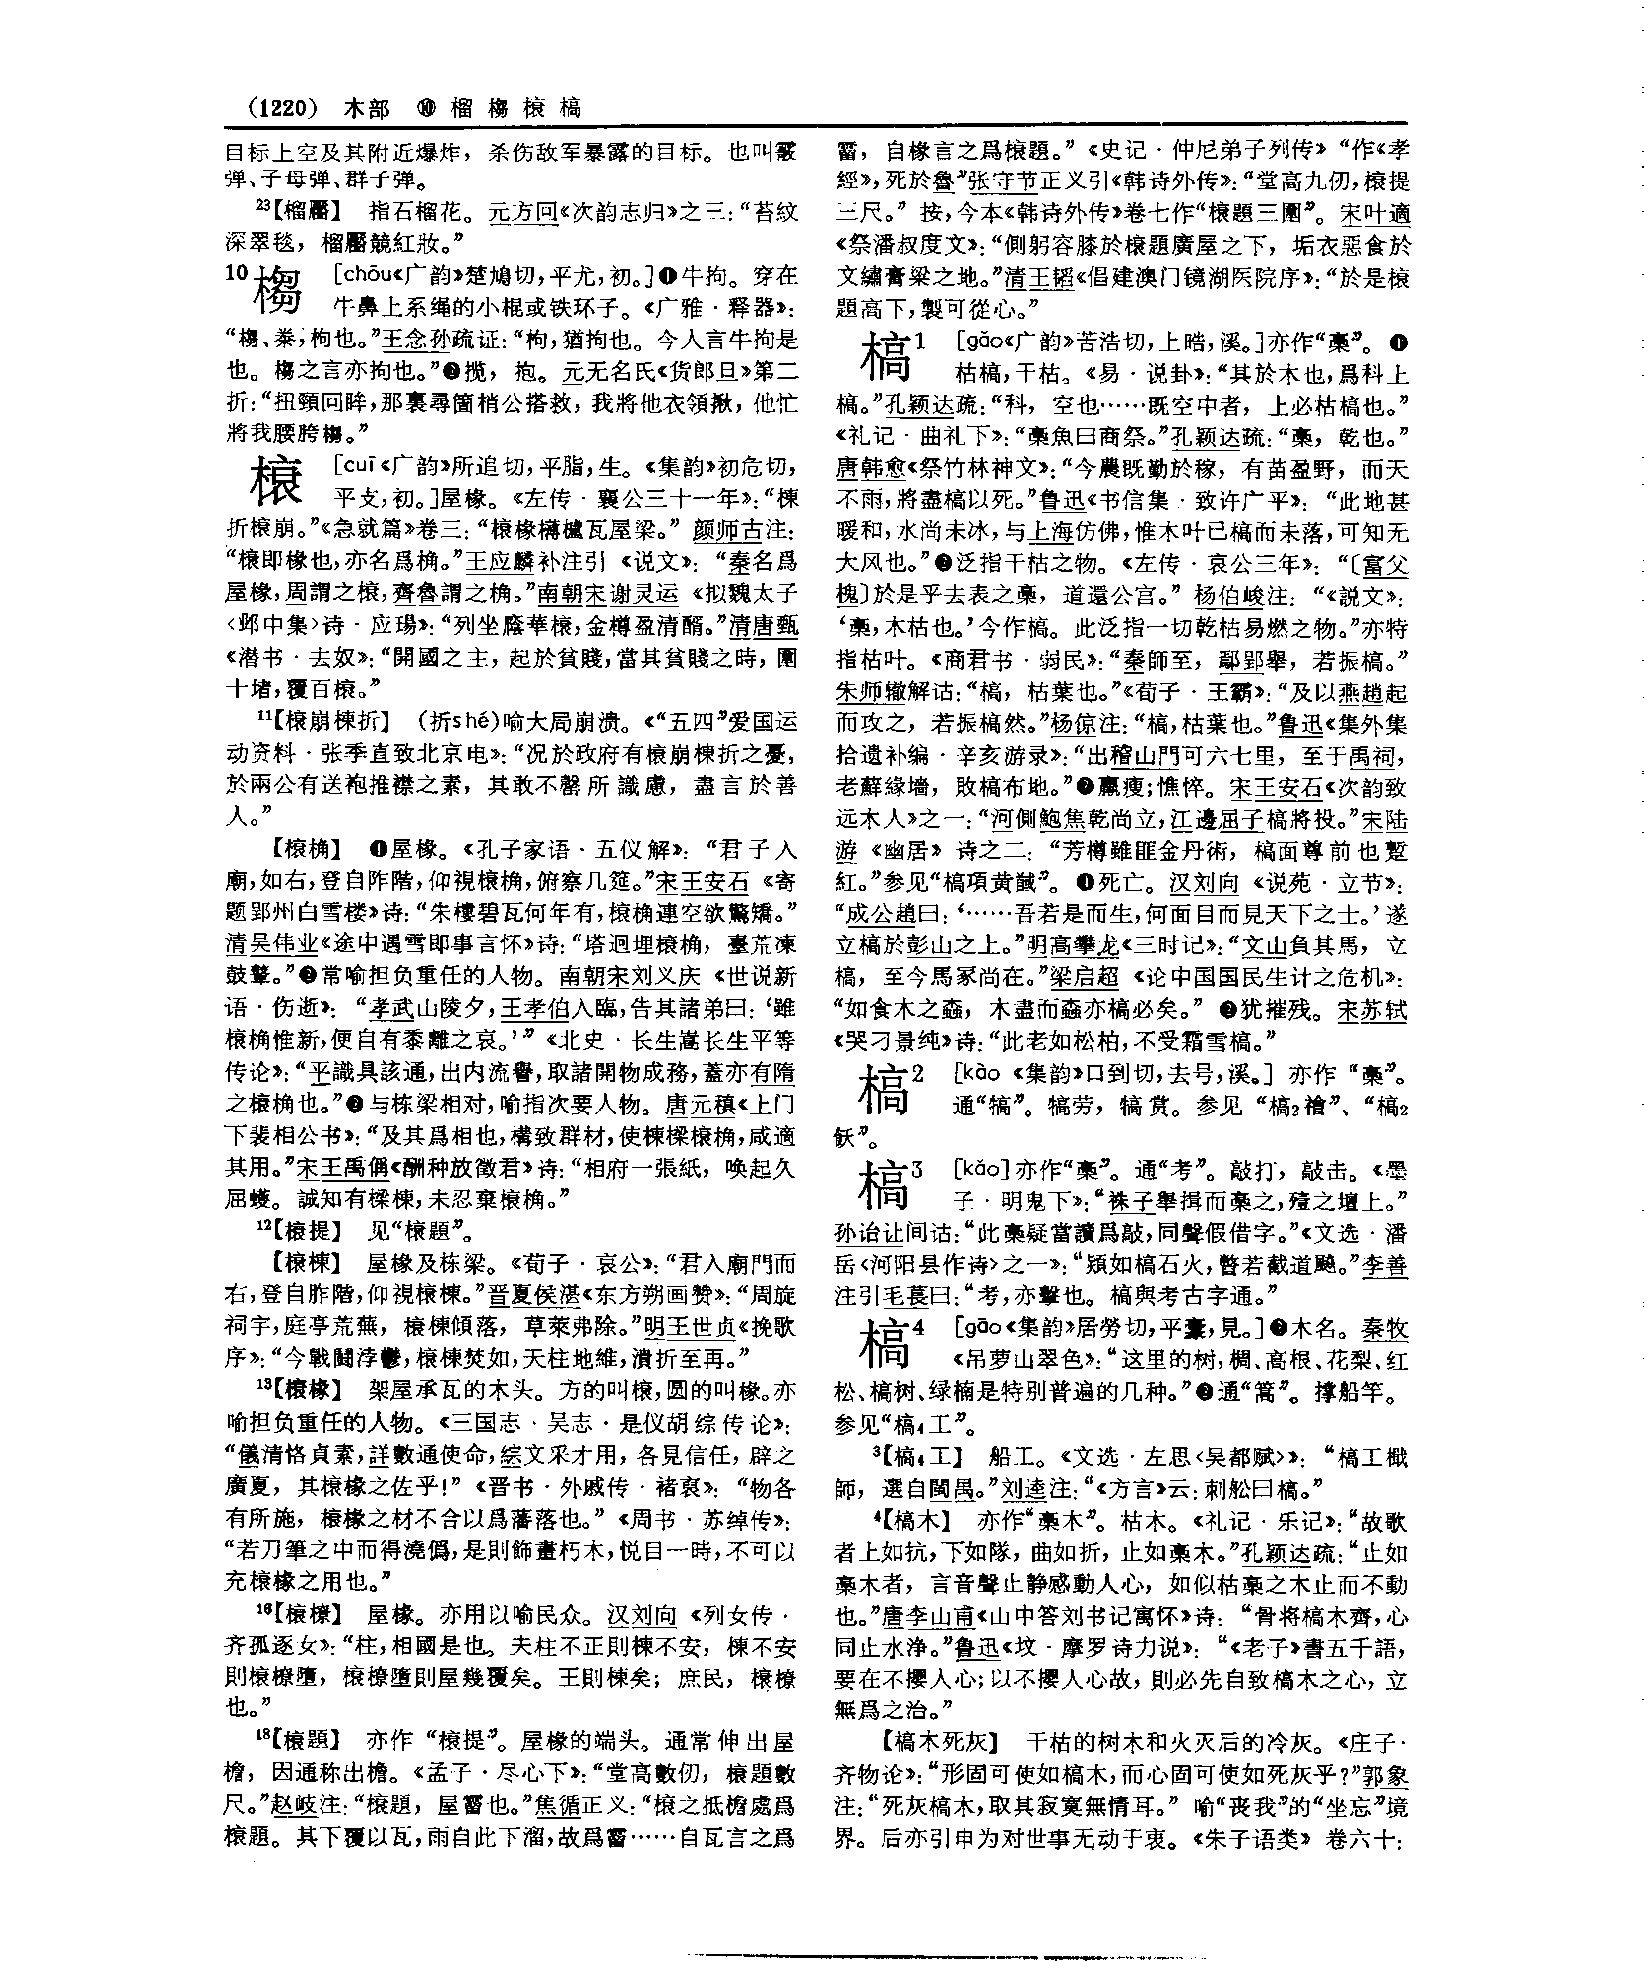 (1220) 木部 ⑩ 榴 㮲 榱 槁
目标上空及其附近爆炸，杀伤敌军暴露的目标。也叫霰
弹、子母弹、群子弹。
23【榴靨】 指石榴花。元方回《次韵志归》之三：“苔紋
深翠毯，榴靨競紅妝。”
10㮲 [chōu《广韵》楚鳩切，平尤，初。]❶牛拘。穿在
牛鼻上系绳的小棍或铁环子。《广雅·释器》：
“㮲、桊，枸也。”王念孙疏证：“枸，猶拘也。今人言牛拘是
也。㮲之言亦拘也。”❷揽，抱。元无名氏《货郎旦》第二
折：“扭頸回眸，那裏尋箇梢公搭救，我將他衣領揪，他忙
將我腰胯㮲。”
榱 [cuī《广韵》所追切，平脂，生。《集韵》初危切，
平支，初。]屋椽。《左传·襄公三十一年》：“棟
折榱崩。”《急就篇》卷三：“榱椽欂櫨瓦屋梁。”颜师古注：
“榱即椽也，亦名爲桷。”王应麟补注引《说文》：“秦名爲
屋椽，周謂之榱，齊魯謂之桷。”南朝宋谢灵运《拟魏太子
〈邺中集〉诗·应瑒》：“列坐廕華榱，金樽盈清醑。”清唐甄
《潜书·去奴》：“開國之主，起於貧賤，當其貧賤之時，圍
十堵，覆百榱。”
11【榱崩棟折】 (折shé)喻大局崩溃。《“五四”爱国运
动资料·张季直致北京电》：“况於政府有榱崩棟折之憂，
於兩公有送袍推襟之素，其敢不罄所識慮，盡言於善
人。”
【榱桷】 ❶屋椽。《孔子家语·五仪解》：“君子入
廟，如右，登自阼階，仰視榱桷，俯察几筵。”宋王安石《寄
题郢州白雪楼》诗：“朱樓碧瓦何年有，榱桷連空欲驚矯。”
清吴伟业《途中遇雪即事言怀》诗：“塔迥埋榱桷，臺荒凍
鼓鼙。”❷常喻担负重任的人物。南朝宋刘义庆《世说新
语·伤逝》：“孝武山陵夕，王孝伯入臨，告其諸弟曰：‘雖
榱桷惟新，便自有黍離之哀。’”《北史·长生嵩长生平等
传论》：“平識具該通，出内流譽，取諸開物成務，蓋亦有隋
之榱桷也。”❸与栋梁相对，喻指次要人物。唐元稹《上门
下裴相公书》：“及其爲相也，構致群材，使棟樑榱桷，咸適
其用。”宋王禹偁《酬种放徵君》诗：“相府一張紙，唤起久
屈蠖。誠知有樑棟，未忍棄榱桷。”
12【榱提】 见“榱題”。
【榱棟】 屋椽及栋梁。《荀子·哀公》：“君入廟門而
右，登自胙階，仰視榱棟。”晋夏侯湛《东方朔画赞》：“周旋
祠宇，庭亭荒蕪，榱棟傾落，草萊弗除。”明王世贞《挽歌
序》：“今戰鬭浡鬱，榱棟焚如，天柱地維，潰折至再。”
13【榱椽】 架屋承瓦的木头。方的叫榱，圆的叫椽。亦
喻担负重任的人物。《三国志·吴志·是仪胡综传论》：
“儀清恪貞素，詳數通使命，綜文采才用，各見信任，辟之
廣夏，其榱椽之佐乎！”《晋书·外戚传·褚裒》：“物各
有所施，榱椽之材不合以爲藩落也。”《周书·苏绰传》：
“若刀筆之中而得澆僞，是則飾畫朽木，悦目一時，不可以
充榱椽之用也。”
16【榱橑】 屋椽。亦用以喻民众。汉刘向《列女传·
齐孤逐女》：“柱，相國是也。夫柱不正則棟不安，棟不安
則榱橑墮，榱橑墮則屋幾覆矣。王則棟矣；庶民，榱橑
也。”
18【榱題】 亦作“榱提”。屋椽的端头。通常伸出屋
檐，因通称出檐。《孟子·尽心下》：“堂高數仞，榱題數
尺。”赵岐注：“榱題，屋霤也。”焦循正义：“榱之抵檐處爲
榱題。其下覆以瓦，雨自此下溜，故爲霤……自瓦言之爲
霤，自椽言之爲榱題。”《史记·仲尼弟子列传》“作《孝
經》，死於魯”张守节正义引《韩诗外传》：“堂高九仞，榱提
三尺。”按，今本《韩诗外传》卷七作“榱題三圍”。宋叶適
《祭潘叔度文》：“側躬容膝於榱題廣屋之下，垢衣惡食於
文繡膏粱之地。”清王韬《倡建澳门镜湖医院序》：“於是榱
題高下，製可從心。”
槁1 [gǎo《广韵》苦浩切，上晧，溪。]亦作“槀”。❶
枯槁，干枯。《易·说卦》：“其於木也，爲科上
槁。”孔颖达疏：“科，空也……既空中者，上必枯槁也。”
《礼记·曲礼下》：“槀魚曰商祭。”孔颖达疏：“槀，乾也。”
唐韩愈《祭竹林神文》：“今農既勤於稼，有苗盈野，而天
不雨，將盡槁以死。”鲁迅《书信集·致许广平》：“此地甚
暖和，水尚未冰，与上海仿佛，惟木叶已槁而未落，可知无
大风也。”❷泛指干枯之物。《左传·哀公三年》：“〔富父
槐〕於是乎去表之槀，道還公宫。”杨伯峻注：“《説文》：
‘槀，木枯也。’今作槁。此泛指一切乾枯易燃之物。”亦特
指枯叶。《商君书·弱民》：“秦師至，鄢郢舉，若振槁。”
朱师辙解诂：“槁，枯葉也。”《荀子·王霸》：“及以燕趙起
而攻之，若振槁然。”杨倞注：“槁，枯葉也。”鲁迅《集外集
拾遗补编·辛亥游录》：“出稽山門可六七里，至于禹祠，
老蘚緣墻，敗槁布地。”❸羸瘦；憔悴。宋王安石《次韵致
远木人》之一：“河側鮑焦乾尚立，江邊屈子槁將投。”宋陆
游《幽居》诗之二：“芳樽雖匪金丹術，槁面尊前也蹔
紅。”参见“槁項黄馘”。❹死亡。汉刘向《说苑·立节》：
“成公趙曰：‘……吾若是而生，何面目而見天下之士。’遂
立槁於彭山之上。”明高攀龙《三时记》：“文山負其馬，立
槁，至今馬冢尚在。”梁启超《论中国国民生计之危机》：
“如食木之螙，木盡而螙亦槁必矣。”❺犹摧残。宋苏轼
《哭刁景纯》诗：“此老如松柏，不受霜雪槁。”
槁2 [kào《集韵》口到切，去号，溪。]亦作“槀”。
通“犒”。犒劳，犒赏。参见“槁2襘”、“槁2
飫”。
槁3 [kǎo]亦作“槀”。通“考”。敲打，敲击。《墨
子·明鬼下》：“祩子舉揖而槀之，殪之壇上。”
孙诒让间诂：“此槀疑當讀爲敲，同聲假借字。”《文选·潘
岳〈河阳县作诗〉之一》：“熲如槁石火，瞥若截道飈。”李善
注引毛萇曰：“考，亦擊也。槁與考古字通。”
槁4 [gāo《集韵》居勞切，平豪，見。]❶木名。秦牧
《吊萝山翠色》：“这里的树，椆、高根、花梨、红
松、槁树、绿楠是特别普遍的几种。”❷通“篙”。撑船竿。
参见“槁4工”。
3【槁4工】 船工。《文选·左思〈吴都赋〉》：“槁工檝
師，選自閩禺。”刘逵注：“《方言》云：刺舩曰槁。”
4【槁木】 亦作“槀木”。枯木。《礼记·乐记》：“故歌
者上如抗，下如隊，曲如折，止如槀木。”孔颖达疏：“止如
槀木者，言音聲止静感動人心，如似枯槀之木止而不動
也。”唐李山甫《山中答刘书记寓怀》诗：“骨将槁木齊，心
同止水净。”鲁迅《坟·摩罗诗力说》：“《老子》書五千語，
要在不攖人心；以不攖人心故，則必先自致槁木之心，立
無爲之治。”
【槁木死灰】 干枯的树木和火灭后的冷灰。《庄子·
齐物论》：“形固可使如槁木，而心固可使如死灰乎？”郭象
注：“死灰槁木，取其寂寞無情耳。”喻“丧我”的“坐忘”境
界。后亦引申为对世事无动于衷。《朱子语类》卷六十：